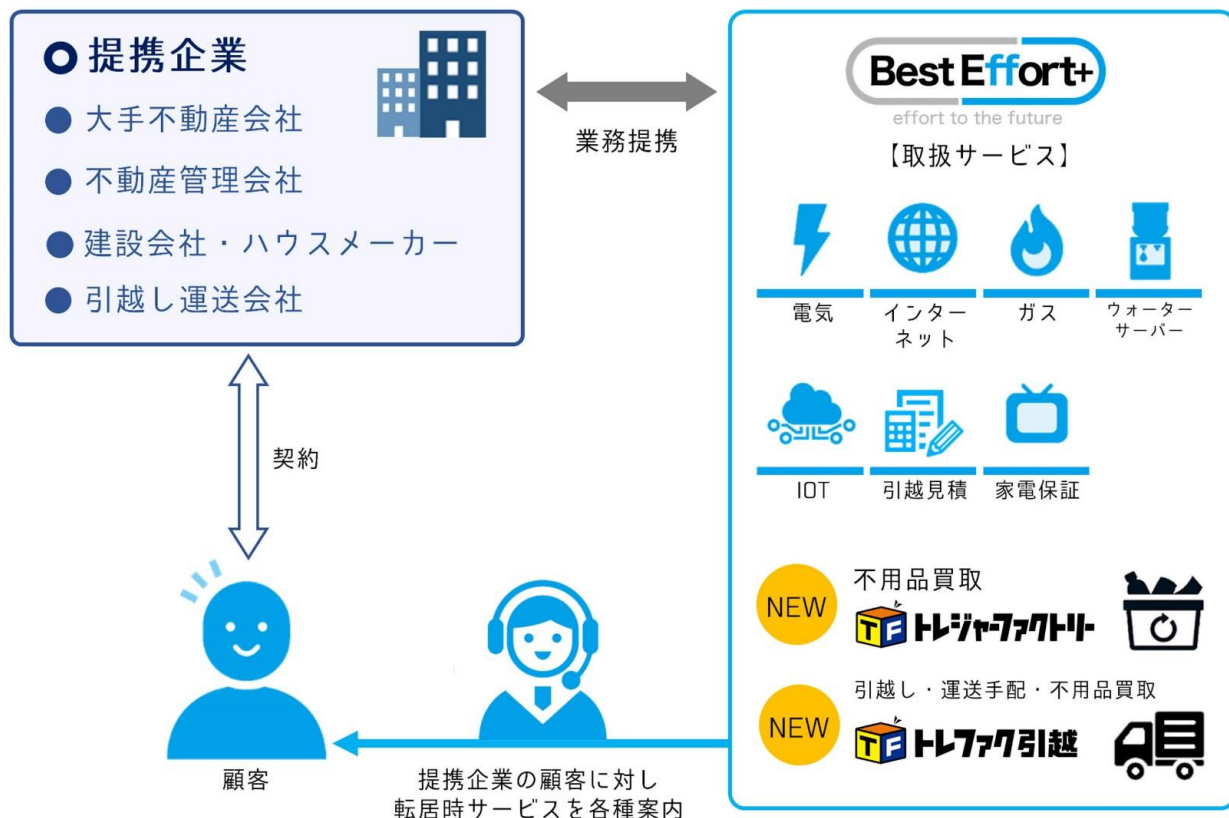 提携企業
大手不動産会社
不動産管理会社
建設会社・ハウスメーカー
引越し運送会社
業務提携
契約
顧客
提携企業の顧客に対し
転居時サービスを各種案内
Best Effort+
effort to the future
【取扱サービス】
電気
インター
ネット
ガス
ウォーター
サーバー
IOT
引越見積
家電保証
NEW
不用品買取
TF トレジャーファクトリー
NEW
引越し・運送手配・不用品買取
TF トレファク引越